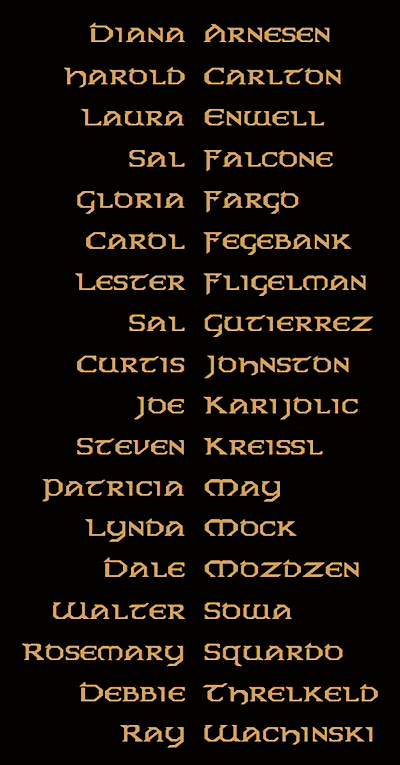 Diana Arnesen
Harold Carlton
Laura Enwell
Sal Falcone
Gloria Fargo
Carol Fegebank
Lester Fligelman
Sal Gutierrez
Curtis Johnston
Joe Karijolic
Steven Kreissl
Patricia May
Lynda Mock
Dale Mozdzen
Walter Sowa
Rosemary Squardo
Debbie Threlkeld
Ray Wachinski